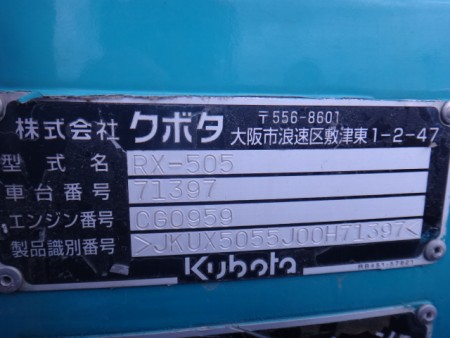 株式会社 クボタ 〒556-8601
大阪市浪速区敷津東1-2-47
型式名 RX-505
車台番号 71397
エンジン番号 CG0959
製品識別番号 >JKUX5055J00H71397<
Kubota